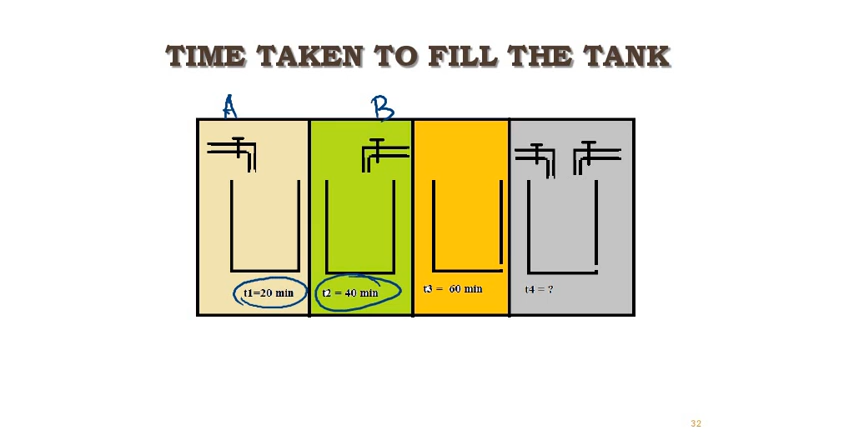 TIME TAKEN TO FILL THE TANK
A B
t1=20 min t2 = 40 min t3 = 60 min t4 = ?
32